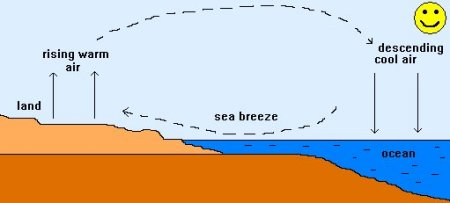 rising warm
air
descending
cool air
land
sea breeze
ocean